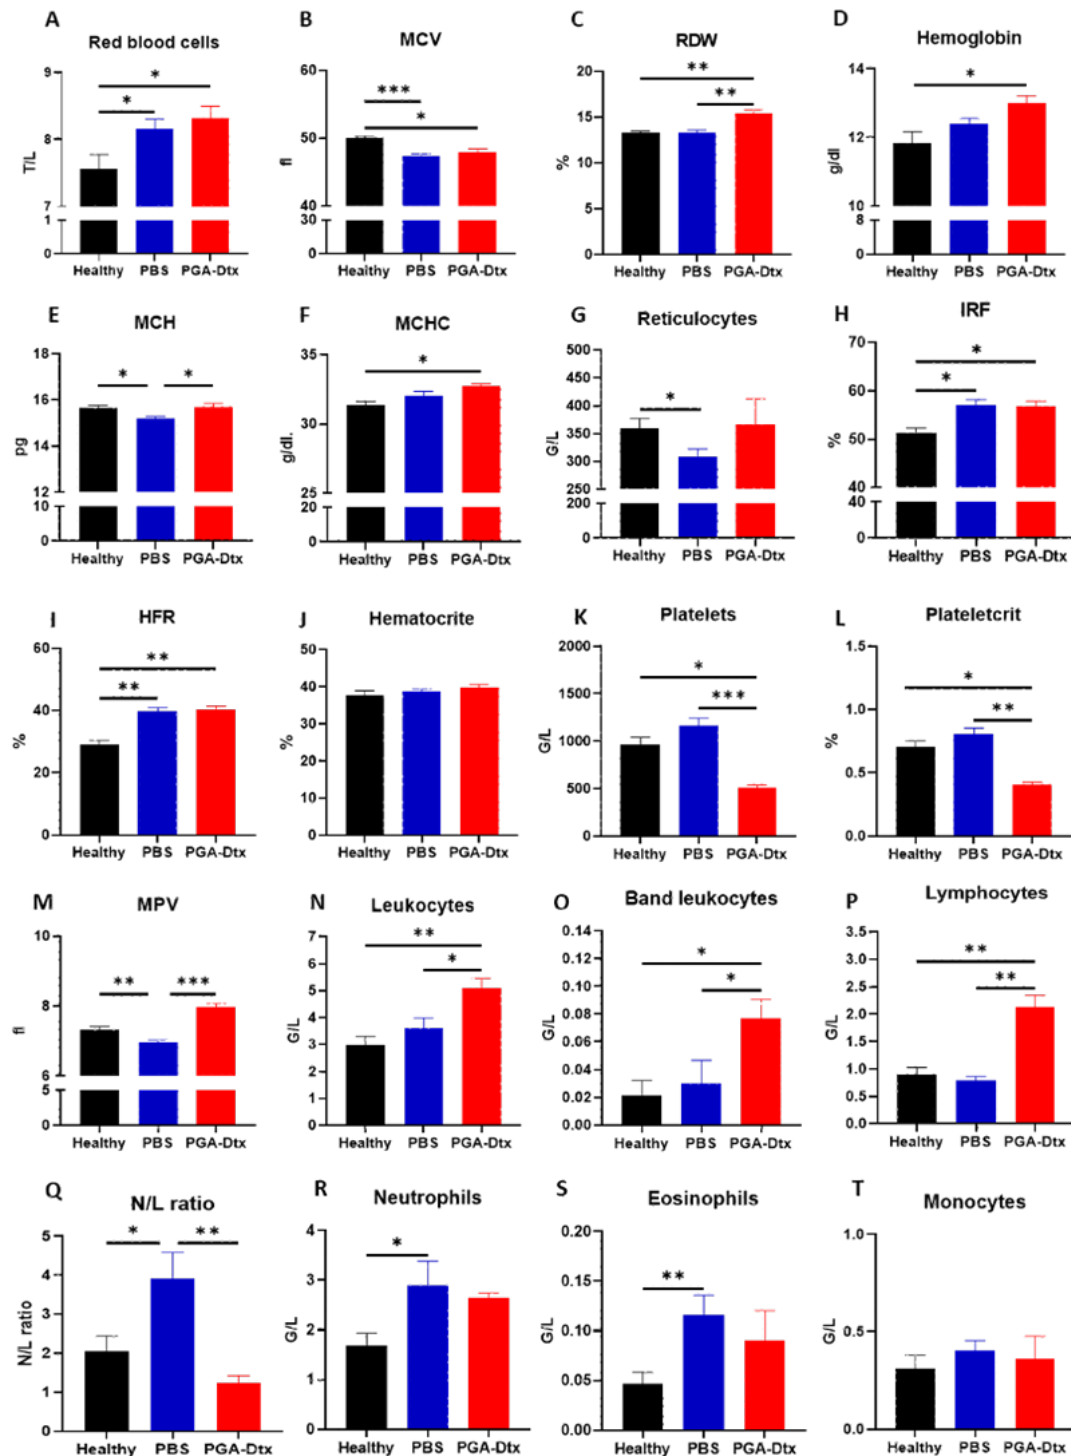 A
Red blood cells
T/L
9
8
7
1
0
*
*
Healthy PBS PGA-Dtx
B
MCV
fl
60
50
40
30
0
***
*
Healthy PBS PGA-Dtx
C
RDW
%
20
15
10
5
0
**
**
Healthy PBS PGA-Dtx
D
Hemoglobin
g/dl
14
12
10
8
0
*
Healthy PBS PGA-Dtx
E
MCH
pg
18
16
14
12
10
0
*
*
Healthy PBS PGA-Dtx
F
MCHC
g/dl.
35
30
25
20
0
*
Healthy PBS PGA-Dtx
G
Reticulocytes
G/L
500
450
400
350
300
250
200
0
*
Healthy PBS PGA-Dtx
H
IRF
%
70
60
50
40
40
0
*
*
Healthy PBS PGA-Dtx
I
HFR
%
60
40
20
0
**
**
Healthy PBS PGA-Dtx
J
Hematocrite
%
50
40
30
20
10
0
Healthy PBS PGA-Dtx
K
Platelets
G/L
2000
1500
1000
500
0
*
***
Healthy PBS PGA-Dtx
L
Plateletcrit
%
1.5
1.0
0.5
0.0
*
**
Healthy PBS PGA-Dtx
M
MPV
fl
10
8
6
5
0
**
***
Healthy PBS PGA-Dtx
N
Leukocytes
G/L
7
6
5
4
3
2
1
0
**
*
Healthy PBS PGA-Dtx
O
Band leukocytes
G/L
0.14
0.12
0.10
0.08
0.06
0.04
0.02
0.00
*
*
Healthy PBS PGA-Dtx
P
Lymphocytes
G/L
3.5
3.0
2.5
2.0
1.5
1.0
0.5
0.0
**
**
Healthy PBS PGA-Dtx
Q
N/L ratio
N/L ratio
5
4
3
2
1
0
*
**
Healthy PBS PGA-Dtx
R
Neutrophils
G/L
4
3
2
1
0
*
Healthy PBS PGA-Dtx
S
Eosinophils
G/L
0.20
0.15
0.10
0.05
0.00
**
Healthy PBS PGA-Dtx
T
Monocytes
G/L
1.0
0.5
0.0
Healthy PBS PGA-Dtx